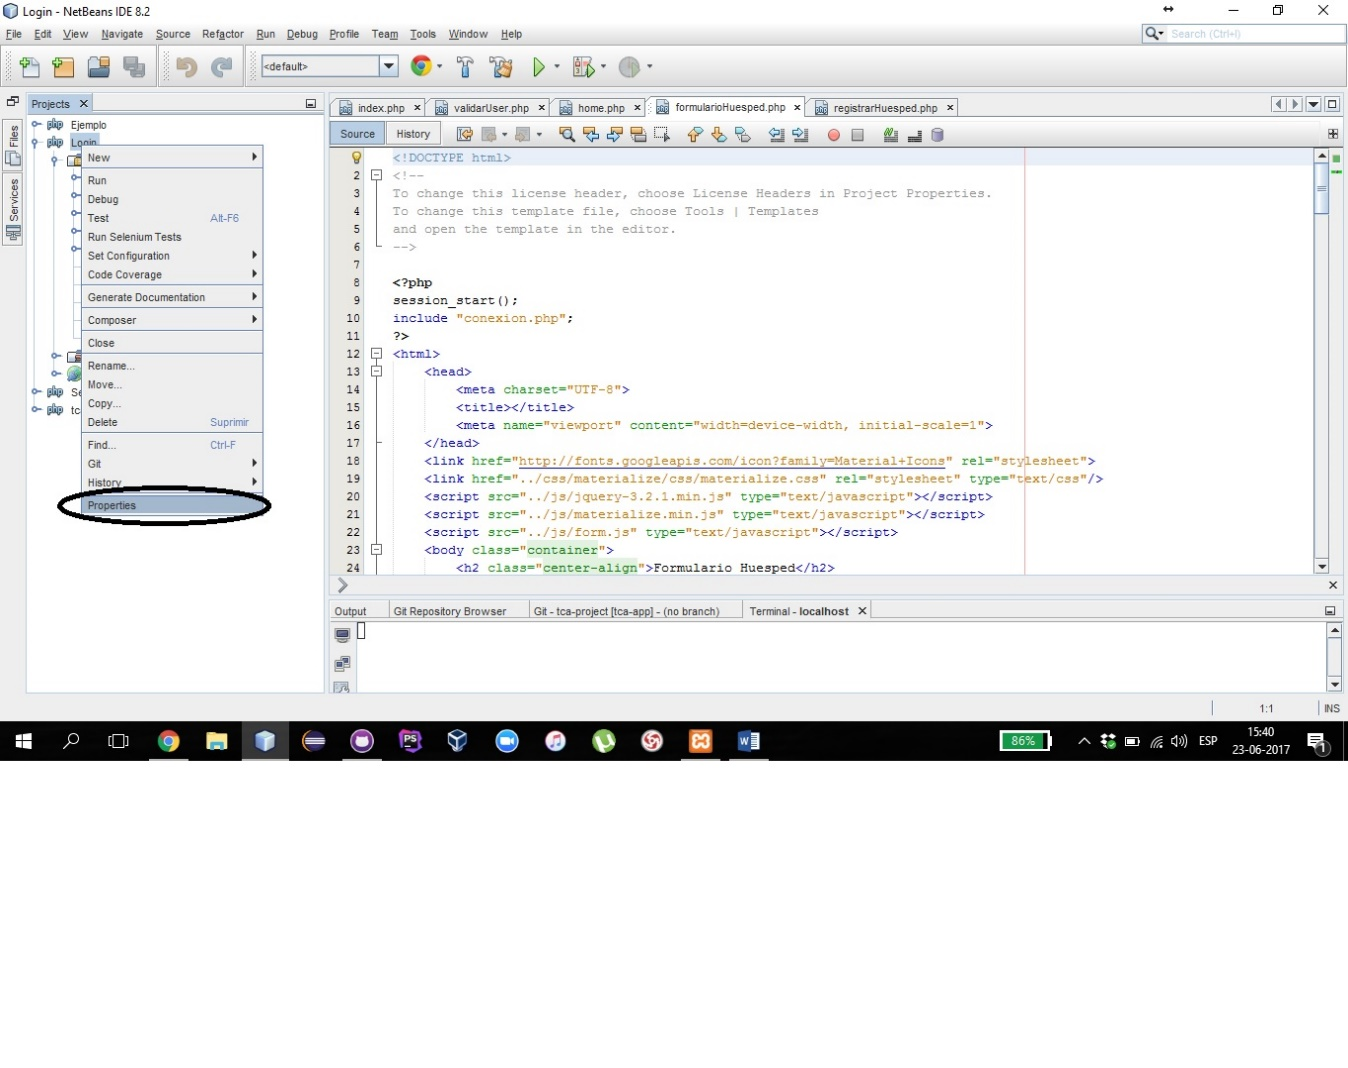 Login - NetBeans IDE 8.2
File Edit View Navigate Source Refactor Run Debug Profile Team Tools Window Help
Search (Ctrl+I)
<default>
Projects
Files
Services
Ejemplo
Login
New
Run
Debug
Test Alt-F6
Run Selenium Tests
Set Configuration
Code Coverage
Generate Documentation
Composer
Close
Rename...
Move...
Copy...
Delete Suprimir
Find... Ctrl-F
Git
History
Properties
index.php validarUser.php home.php formularioHuesped.php registrarHuesped.php
Source History
<!DOCTYPE html>
2 <!--
3 To change this license header, choose License Headers in Project Properties.
4 To change this template file, choose Tools | Templates
5 and open the template in the editor.
6 -->
7
8 <?php
9 session_start();
10 include "conexion.php";
11 ?>
12 <html>
13 <head>
14 <meta charset="UTF-8">
15 <title></title>
16 <meta name="viewport" content="width=device-width, initial-scale=1">
17 </head>
18 <link href="http://fonts.googleapis.com/icon?family=Material+Icons" rel="stylesheet">
19 <link href="../css/materialize/css/materialize.css" rel="stylesheet" type="text/css"/>
20 <script src="../js/jquery-3.2.1.min.js" type="text/javascript"></script>
21 <script src="../js/materialize.min.js" type="text/javascript"></script>
22 <script src="../js/form.js" type="text/javascript"></script>
23 <body class="container">
24 <h2 class="center-align">Formulario Huesped</h2>
Output Git Repository Browser Git - tca-project [tca-app] - (no branch) Terminal - localhost
1:1 INS
86%
ESP
15:40
23-06-2017
1